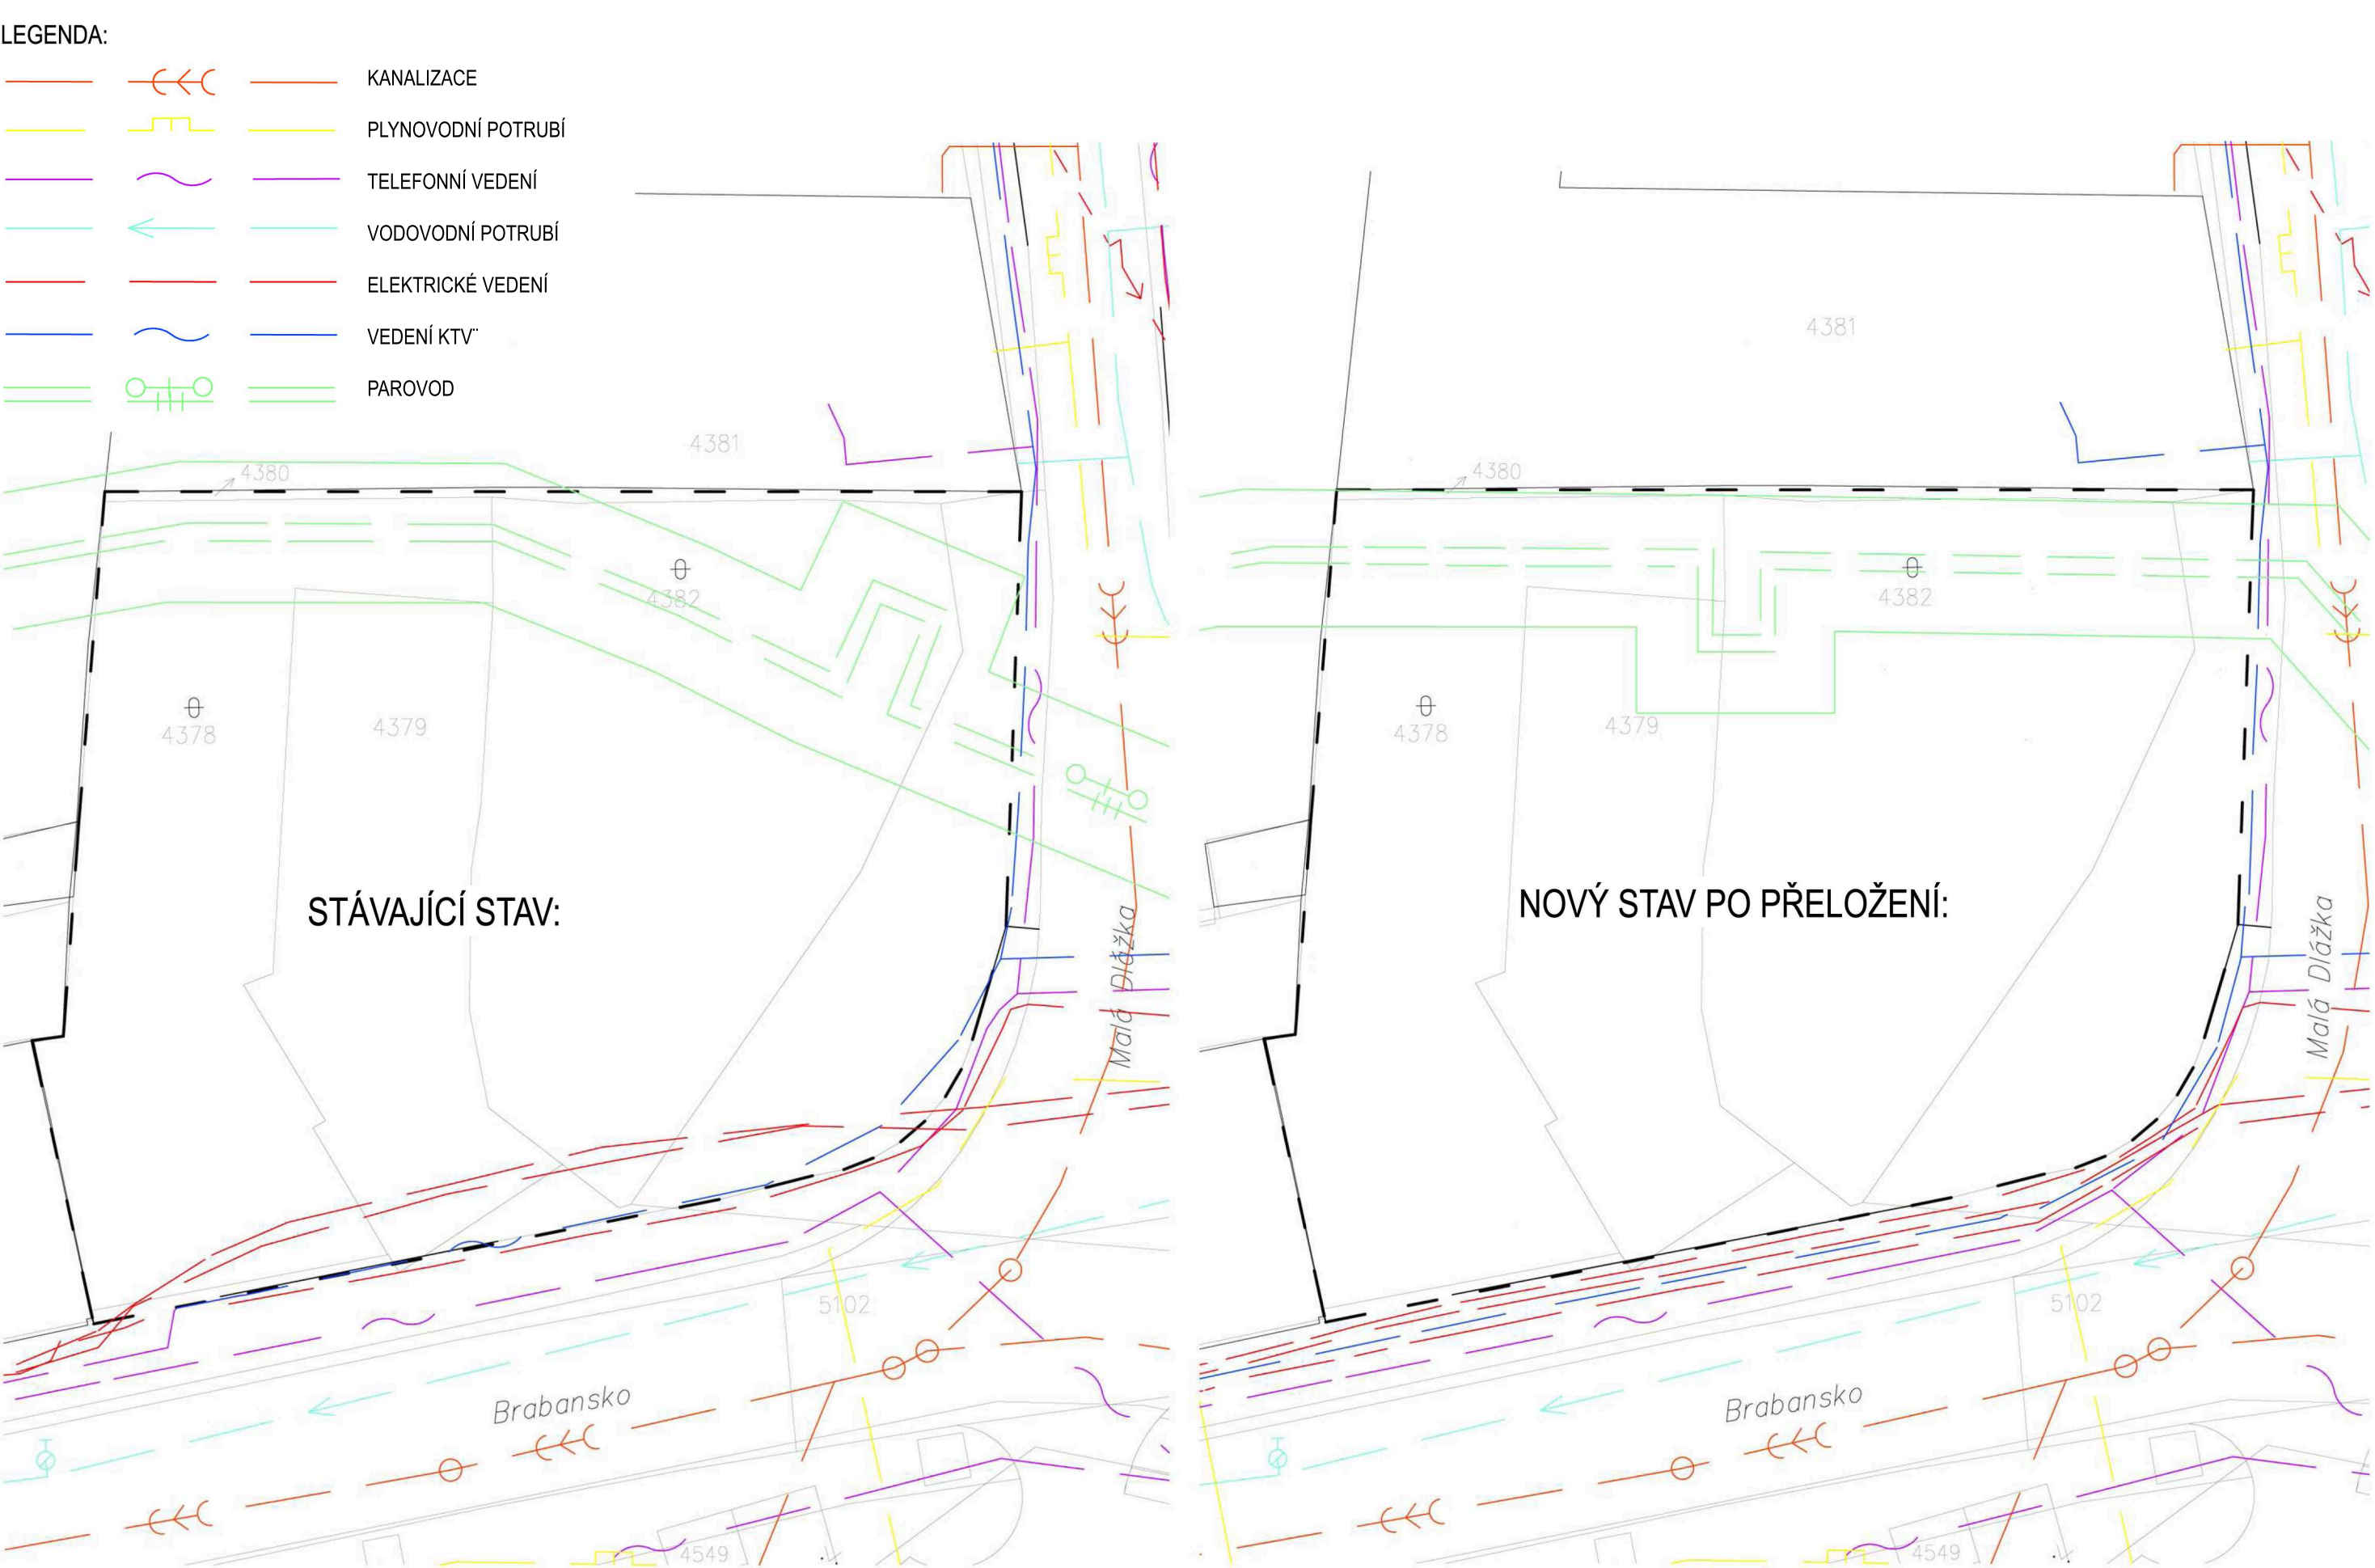 LEGENDA:
KANALIZACE
PLYNOVODNÍ POTRUBÍ
TELEFONNÍ VEDENÍ
VODOVODNÍ POTRUBÍ
ELEKTRICKÉ VEDENÍ
VEDENÍ KTV¨
PAROVOD
4381
4380
4382
4378
4379
STÁVAJÍCÍ STAV:
Malá Dlážka
5102
Brabansko
4549
4381
4380
4382
4378
4379
NOVÝ STAV PO PŘELOŽENÍ:
Malá Dlážka
5102
Brabansko
4549